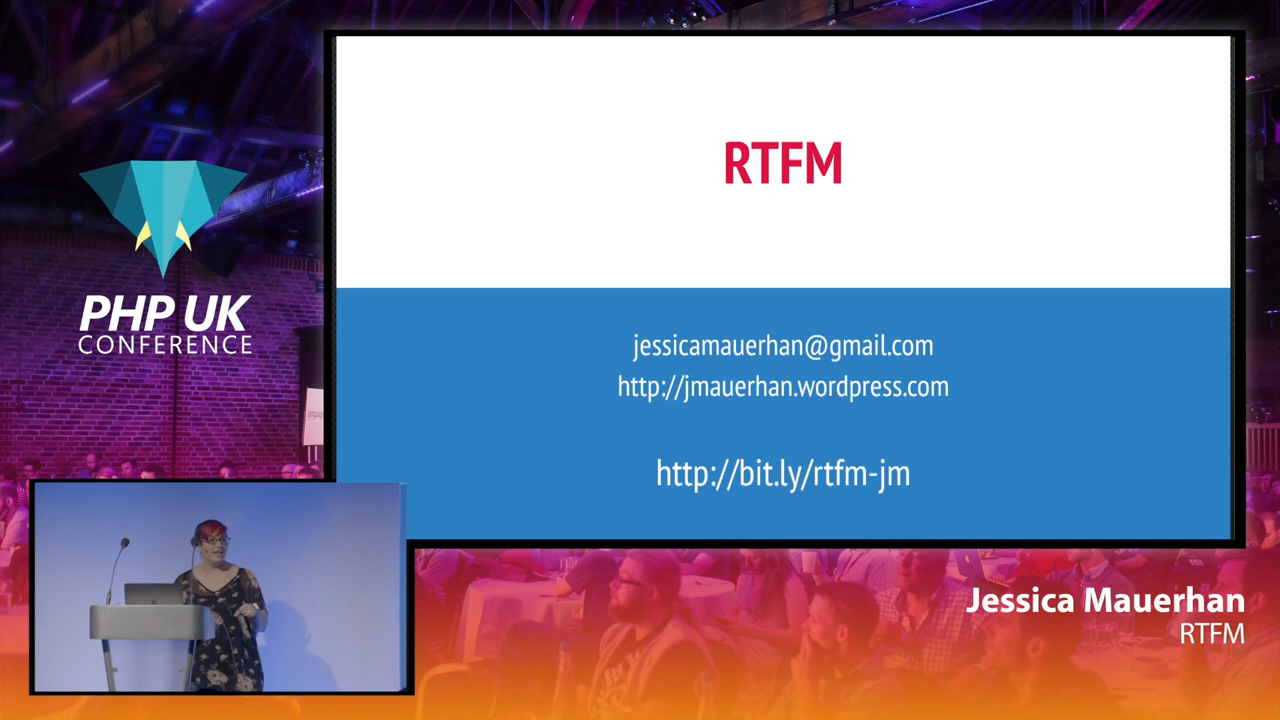 RTFM
jessicamauerhan@gmail.com
http://jmauerhan.wordpress.com
http://bit.ly/rtfm-jm
PHP UK
CONFERENCE
Jessica Mauerhan
RTFM